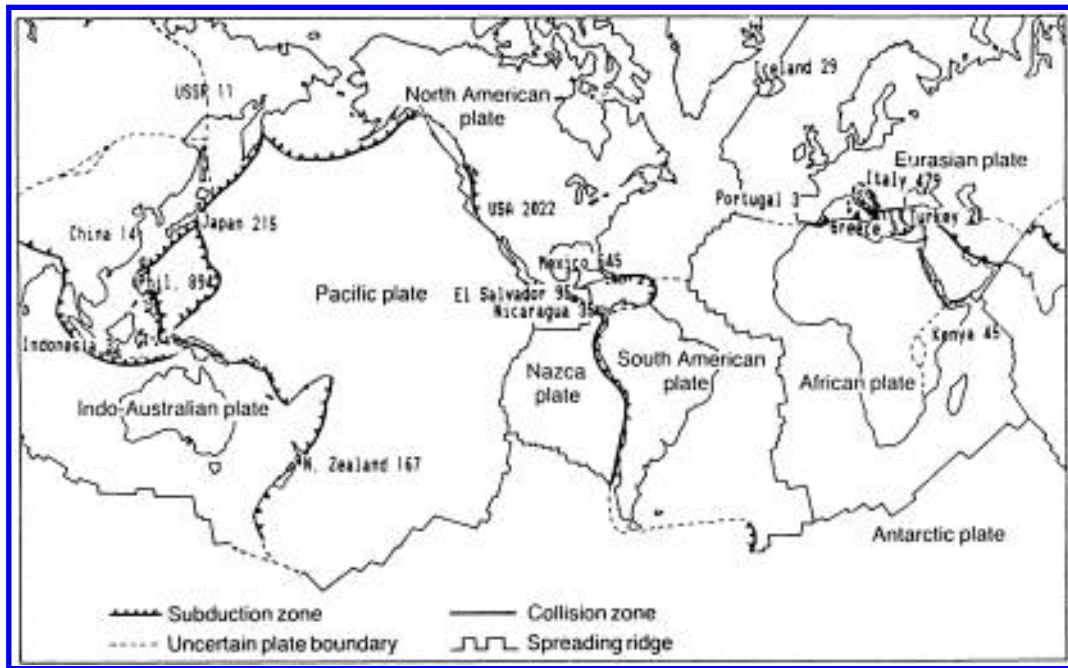 Iceland 29
USSR 11
North American
plate
Eurasian plate
Italy 479
Portugal 3
USA 2022
Japan 215
Turkey
Greece
China 14
Mexico 645
Phil. 894
Pacific plate
El Salvador 95
Nicaragua 35
Indonesia
Kenya 45
South American
plate
Nazca
plate
African plate
Indo-Australian plate
N. Zealand 167
Antarctic plate
Subduction zone
Collision zone
Uncertain plate boundary
Spreading ridge